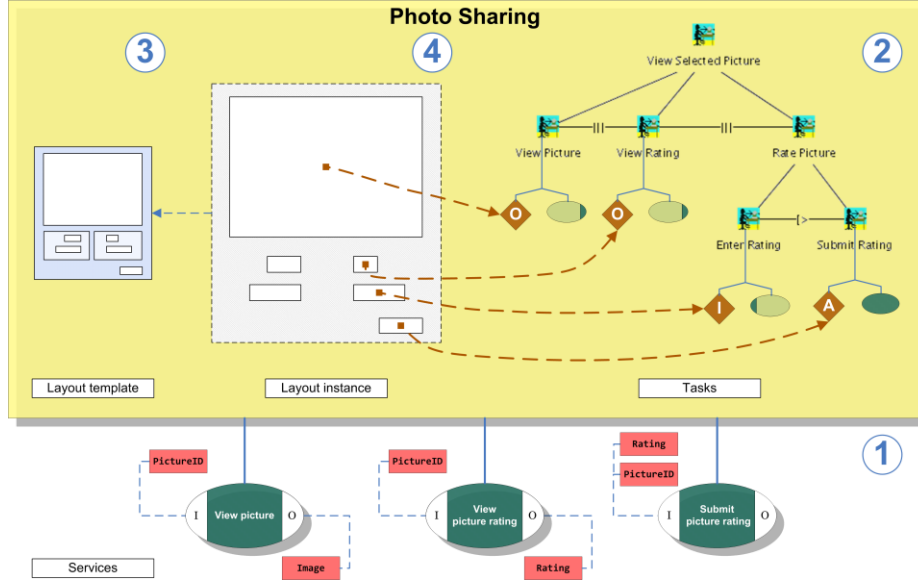 Photo Sharing
3
4
2
View Selected Picture
|||
|||
View Picture
View Rating
Rate Picture
O
O
[>
Enter Rating
Submit Rating
I
A
Layout template
Layout instance
Tasks
1
PictureID
PictureID
Rating
PictureID
I
View picture
O
I
View
picture rating
O
I
Submit
picture rating
O
Services
Image
Rating